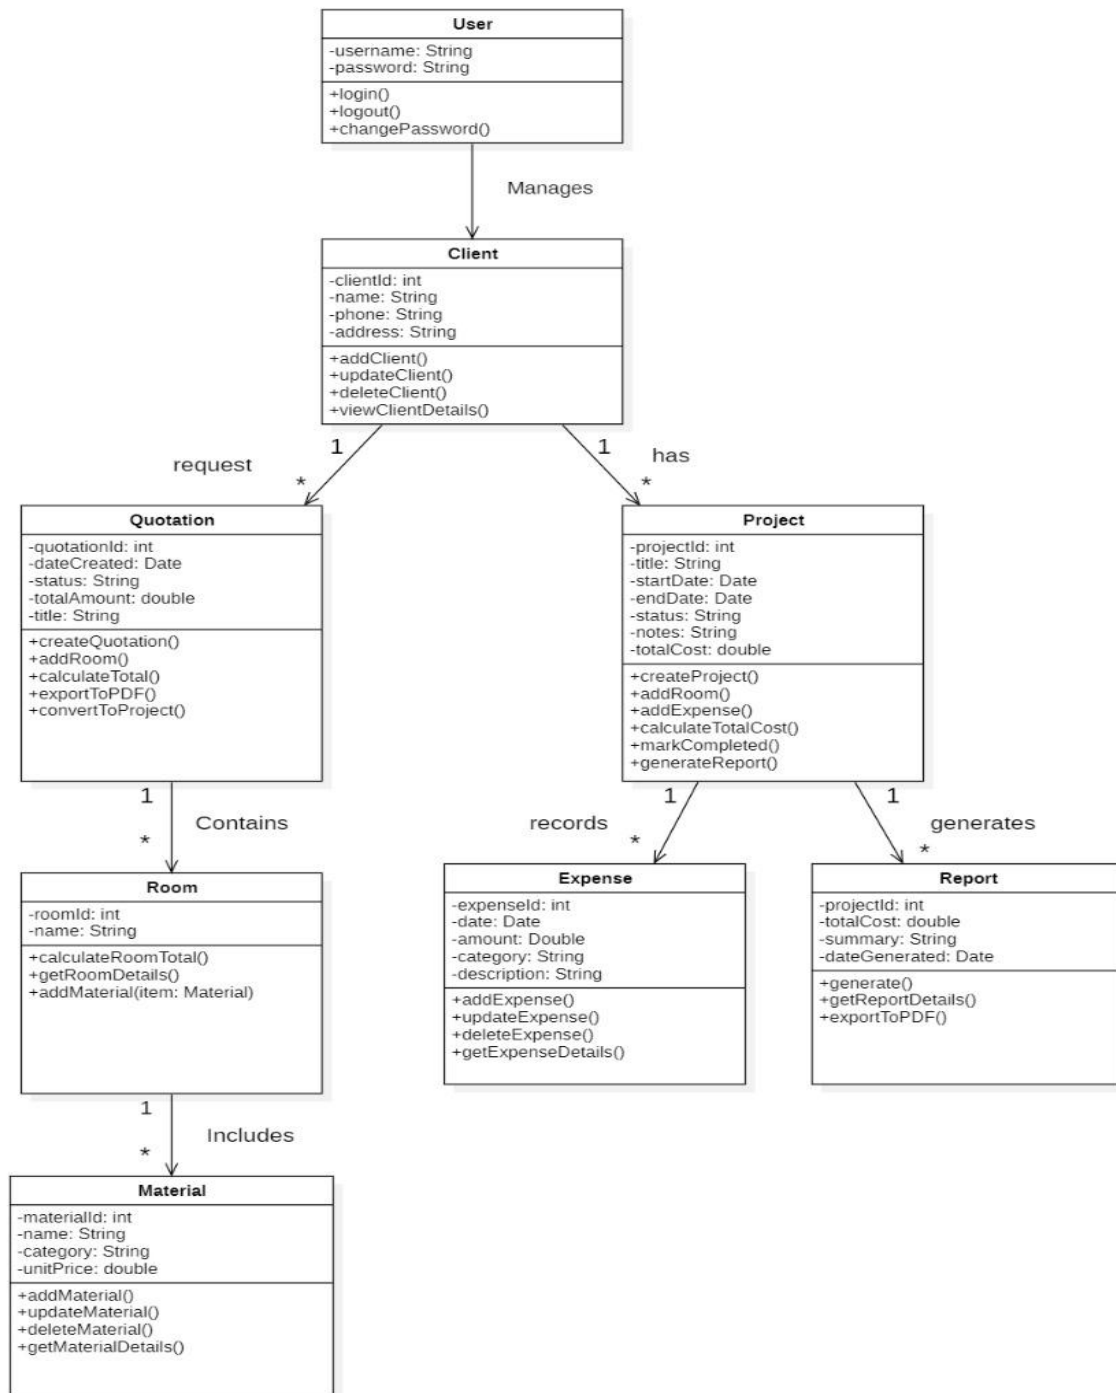 User
-username: String
-password: String
+login()
+logout()
+changePassword()
Manages
Client
-clientId: int
-name: String
-phone: String
-address: String
+addClient()
+updateClient()
+deleteClient()
+viewClientDetails()
1
request
*
1
has
*
Quotation
-quotationId: int
-dateCreated: Date
-status: String
-totalAmount: double
-title: String
+createQuotation()
+addRoom()
+calculateTotal()
+exportToPDF()
+convertToProject()
Project
-projectId: int
-title: String
-startDate: Date
-endDate: Date
-status: String
-notes: String
-totalCost: double
+createProject()
+addRoom()
+addExpense()
+calculateTotalCost()
+markCompleted()
+generateReport()
1
Contains
*
1
records
*
1
generates
*
Room
-roomId: int
-name: String
+calculateRoomTotal()
+getRoomDetails()
+addMaterial(item: Material)
Expense
-expenseId: int
-date: Date
-amount: Double
-category: String
-description: String
+addExpense()
+updateExpense()
+deleteExpense()
+getExpenseDetails()
Report
-projectId: int
-totalCost: double
-summary: String
-dateGenerated: Date
+generate()
+getReportDetails()
+exportToPDF()
1
Includes
*
Material
-materialId: int
-name: String
-category: String
-unitPrice: double
+addMaterial()
+updateMaterial()
+deleteMaterial()
+getMaterialDetails()